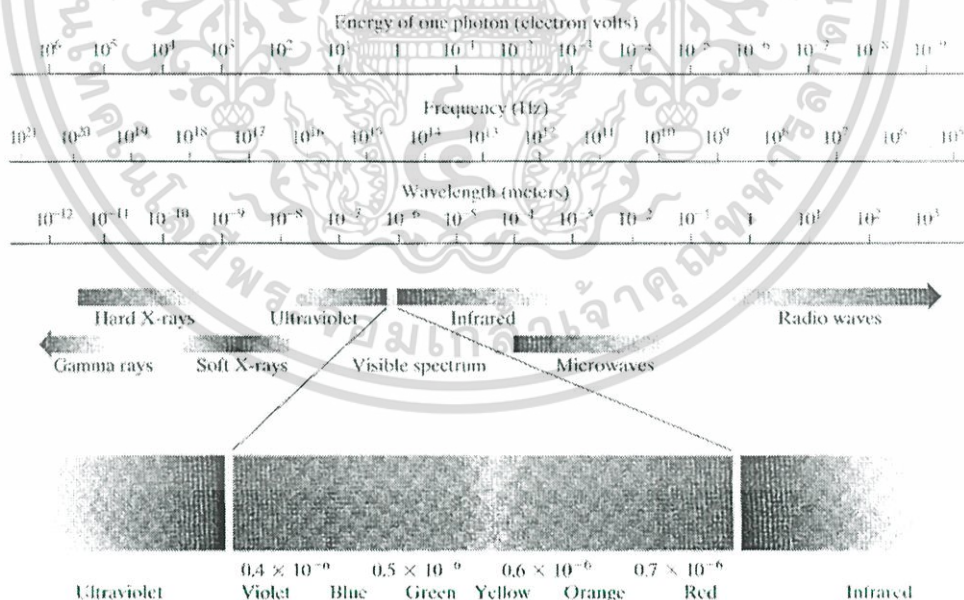 Energy of one photon (electron volts)
10⁶ 10⁵ 10⁴ 10³ 10² 10¹ 1 10⁻¹ 10⁻² 10⁻³ 10⁻⁴ 10⁻⁵ 10⁻⁶ 10⁻⁷ 10⁻⁸ 10⁻⁹
Frequency (Hz)
10²¹ 10²⁰ 10¹⁹ 10¹⁸ 10¹⁷ 10¹⁶ 10¹⁵ 10¹⁴ 10¹³ 10¹² 10¹¹ 10¹⁰ 10⁹ 10⁸ 10⁷ 10⁶ 10⁵
Wavelength (meters)
10⁻¹² 10⁻¹¹ 10⁻¹⁰ 10⁻⁹ 10⁻⁸ 10⁻⁷ 10⁻⁶ 10⁻⁵ 10⁻⁴ 10⁻³ 10⁻² 10⁻¹ 1 10¹ 10² 10³
Hard X-rays Ultraviolet Infrared Radio waves
Gamma rays Soft X-rays Visible spectrum Microwaves
0.4 × 10⁻⁶ 0.5 × 10⁻⁶ 0.6 × 10⁻⁶ 0.7 × 10⁻⁶
Ultraviolet Violet Blue Green Yellow Orange Red Infrared